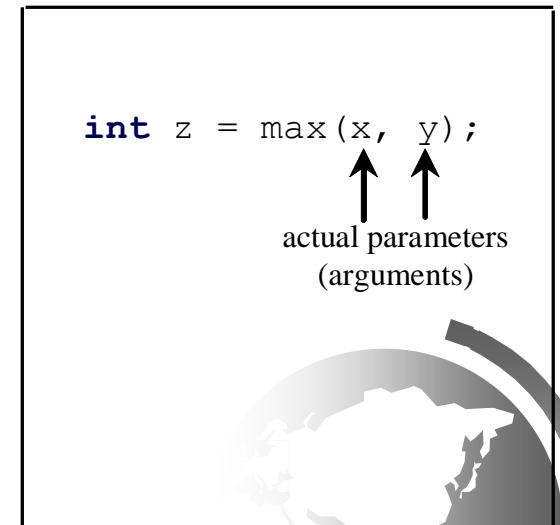 int z = max(x, y);
actual parameters
(arguments)